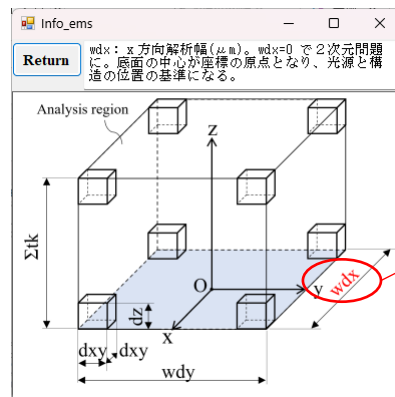 Info_ems
Return
wdx: x方向解析幅(μm)。wdx=0 で２次元問題
に。底面の中心が座標の原点となり、光源と構
造の位置の基準になる。
Analysis region
z
Σtk
O
y
wdx
dz
x
dxy
dxy
wdy